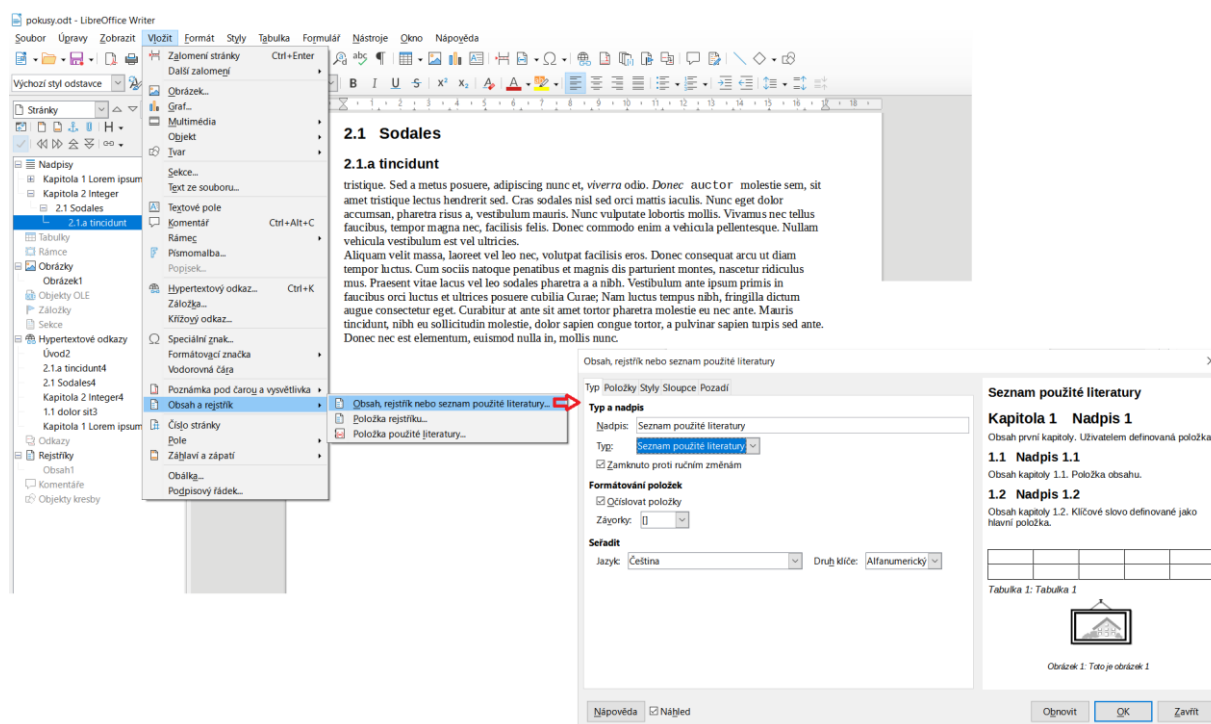 pokusy.odt - LibreOffice Writer
Soubor Úpravy Zobrazit Vložit Formát Styly Tabulka Formulář Nástroje Okno Nápověda
Výchozí styl odstavce
Stránky
Nadpisy
Kapitola 1 Lorem ipsum
Kapitola 2 Integer
2.1 Sodales
2.1.a tincidunt
Tabulky
Rámce
Obrázky
Obrázek1
Objekty OLE
Záložky
Sekce
Hypertextové odkazy
Úvod2
2.1.a tincidunt4
2.1 Sodales4
Kapitola 2 Integer4
1.1 dolor sit3
Kapitola 1 Lorem ipsum
Odkazy
Rejstříky
Obsah1
Komentáře
Objekty kresby
Zalomení stránky Ctrl+Enter
Další zalomení
Obrázek...
Graf...
Multimédia
Objekt
Tvar
Sekce...
Text ze souboru...
Textové pole
Komentář Ctrl+Alt+C
Rámec
Písmomalba...
Popisek...
Hypertextový odkaz... Ctrl+K
Záložka...
Křížový odkaz...
Speciální znak...
Formátovací značka
Vodorovná čára
Poznámka pod čarou a vysvětlivka
Obsah a rejstřík
Číslo stránky
Pole
Záhlaví a zápatí
Obálka...
Podpisový řádek...
Obsah, rejstřík nebo seznam použité literatury...
Položka rejstříku...
Položka použité literatury...
1 2 3 4 5 6 7 8 9 10 11 12 13 14 15 16 17 18
2.1 Sodales
2.1.a tincidunt
tristique. Sed a metus posuere, adipiscing nunc et, viverra odio. Donec auctor molestie sem, sit
amet tristique lectus hendrerit sed. Cras sodales nisl sed orci mattis iaculis. Nunc eget dolor
accumsan, pharetra risus a, vestibulum mauris. Nunc vulputate lobortis mollis. Vivamus nec tellus
faucibus, tempor magna nec, facilisis felis. Donec commodo enim a vehicula pellentesque. Nullam
vehicula vestibulum est vel ultricies.
Aliquam velit massa, laoreet vel leo nec, volutpat facilisis eros. Donec consequat arcu ut diam
tempor luctus. Cum sociis natoque penatibus et magnis dis parturient montes, nascetur ridiculus
mus. Praesent vitae lacus vel leo sodales pharetra a a nibh. Vestibulum ante ipsum primis in
faucibus orci luctus et ultrices posuere cubilia Curae; Nam luctus tempus nibh, fringilla dictum
augue consectetur eget. Curabitur at ante sit amet tortor pharetra molestie eu nec ante. Mauris
tincidunt, nibh eu sollicitudin molestie, dolor sapien congue tortor, a pulvinar sapien turpis sed ante.
Donec nec est elementum, euismod nulla in, mollis nunc.
Obsah, rejstřík nebo seznam použité literatury
Typ Položky Styly Sloupce Pozadí
Typ a nadpis
Nadpis: Seznam použité literatury
Typ: Seznam použité literatury
Zamknuto proti ručním změnám
Formátování položek
Očíslovat položky
Závorky: []
Seřadit
Jazyk: Čeština Druh klíče: Alfanumerický
Seznam použité literatury
Kapitola 1 Nadpis 1
Obsah první kapitoly. Uživatelem definovaná položka.
1.1 Nadpis 1.1
Obsah kapitoly 1.1. Položka obsahu.
1.2 Nadpis 1.2
Obsah kapitoly 1.2. Klíčové slovo definované jako
hlavní položka.
Tabulka 1: Tabulka 1
Obrázek 1: Toto je obrázek 1
Nápověda Náhled Obnovit OK Zavřít